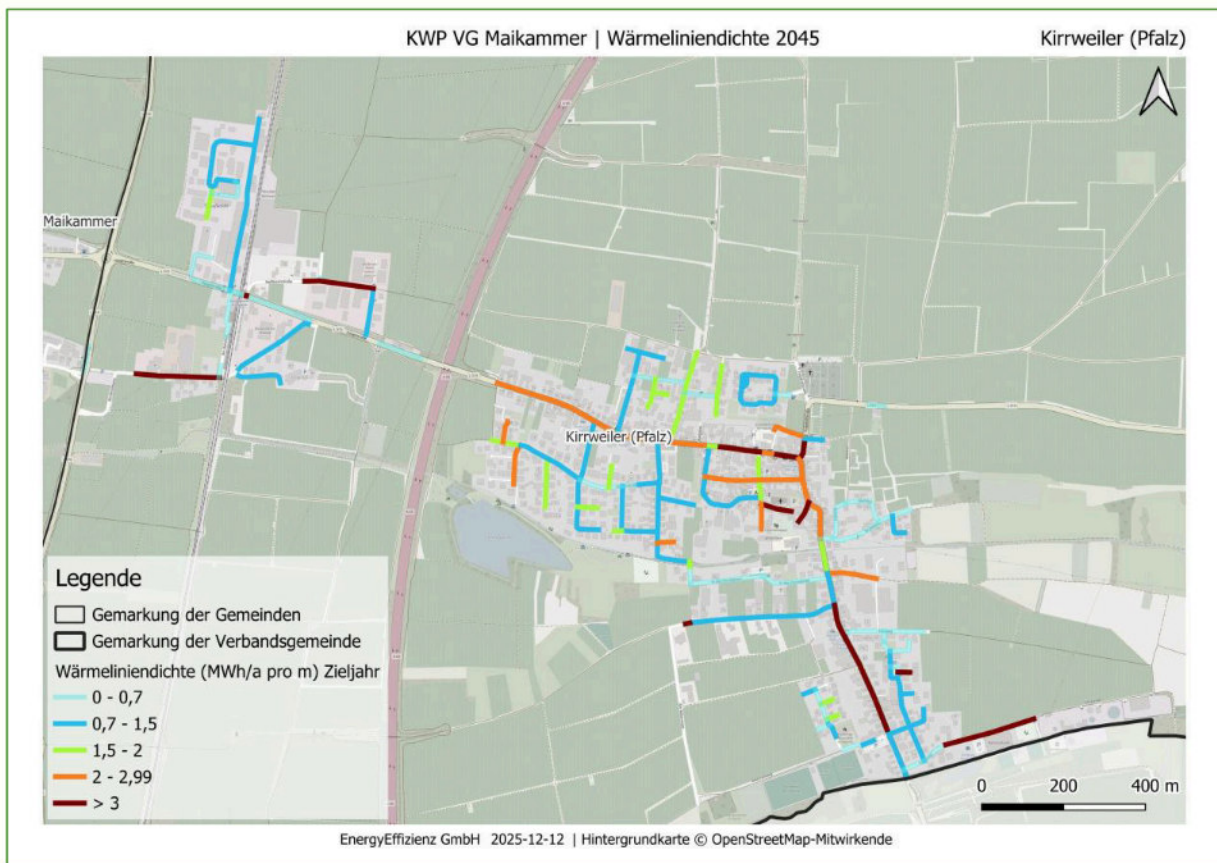 KWP VG Maikammer | Wärmeliniendichte 2045
Kirrweiler (Pfalz)
Maikammer
Kirrweiler (Pfalz)
Legende
Gemarkung der Gemeinden
Gemarkung der Verbandsgemeinde
Wärmeliniendichte (MWh/a pro m) Zieljahr
0 - 0,7
0,7 - 1,5
1,5 - 2
2 - 2,99
> 3
0 200 400 m
EnergyEffizienz GmbH 2025-12-12 | Hintergrundkarte © OpenStreetMap-Mitwirkende